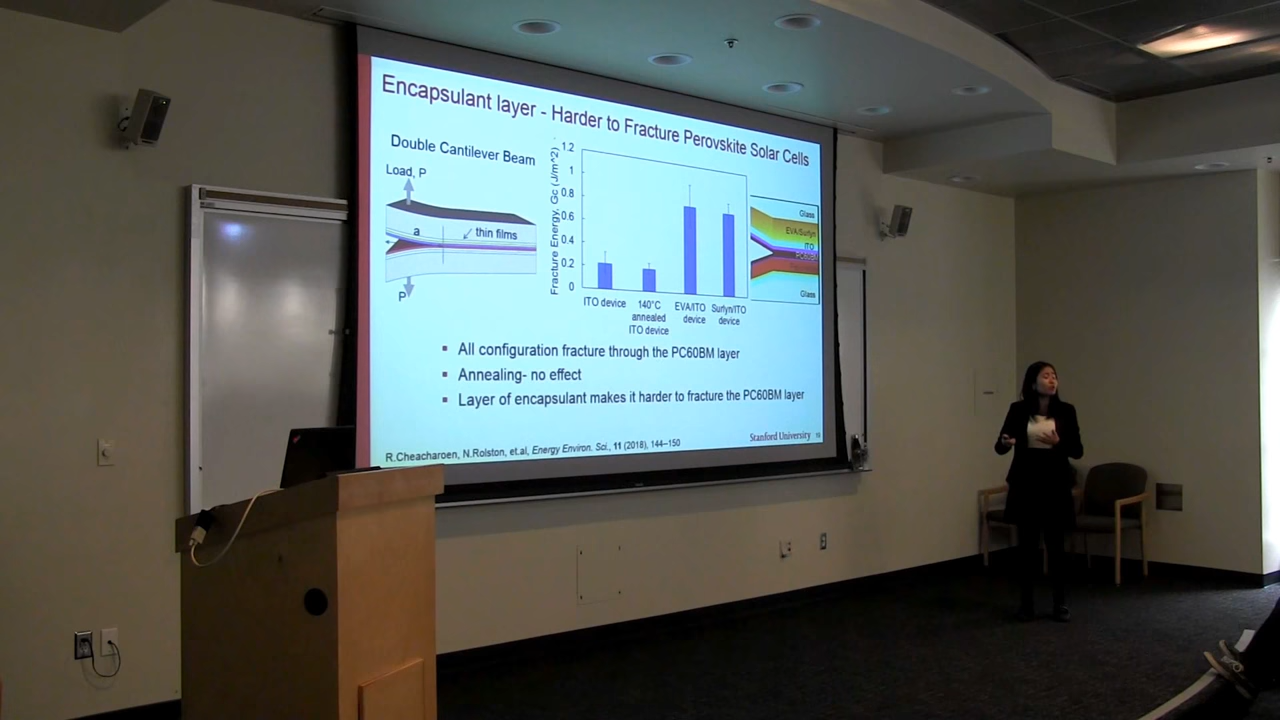 Encapsulant layer - Harder to Fracture Perovskite Solar Cells
Double Cantilever Beam
Load, P
a
thin films
P
Fracture Energy, Gc (J/m^2)
1.2
1
0.8
0.6
0.4
0.2
0
ITO device
140°C
annealed
ITO device
EVA/ITO
device
Surlyn/ITO
device
Glass
EVA/Surlyn
ITO
PC60BM
Glass
▪ All configuration fracture through the PC60BM layer
▪ Annealing- no effect
▪ Layer of encapsulant makes it harder to fracture the PC60BM layer
R.Cheacharoen, N.Rolston, et.al, Energy Environ. Sci., 11 (2018), 144–150
Stanford University